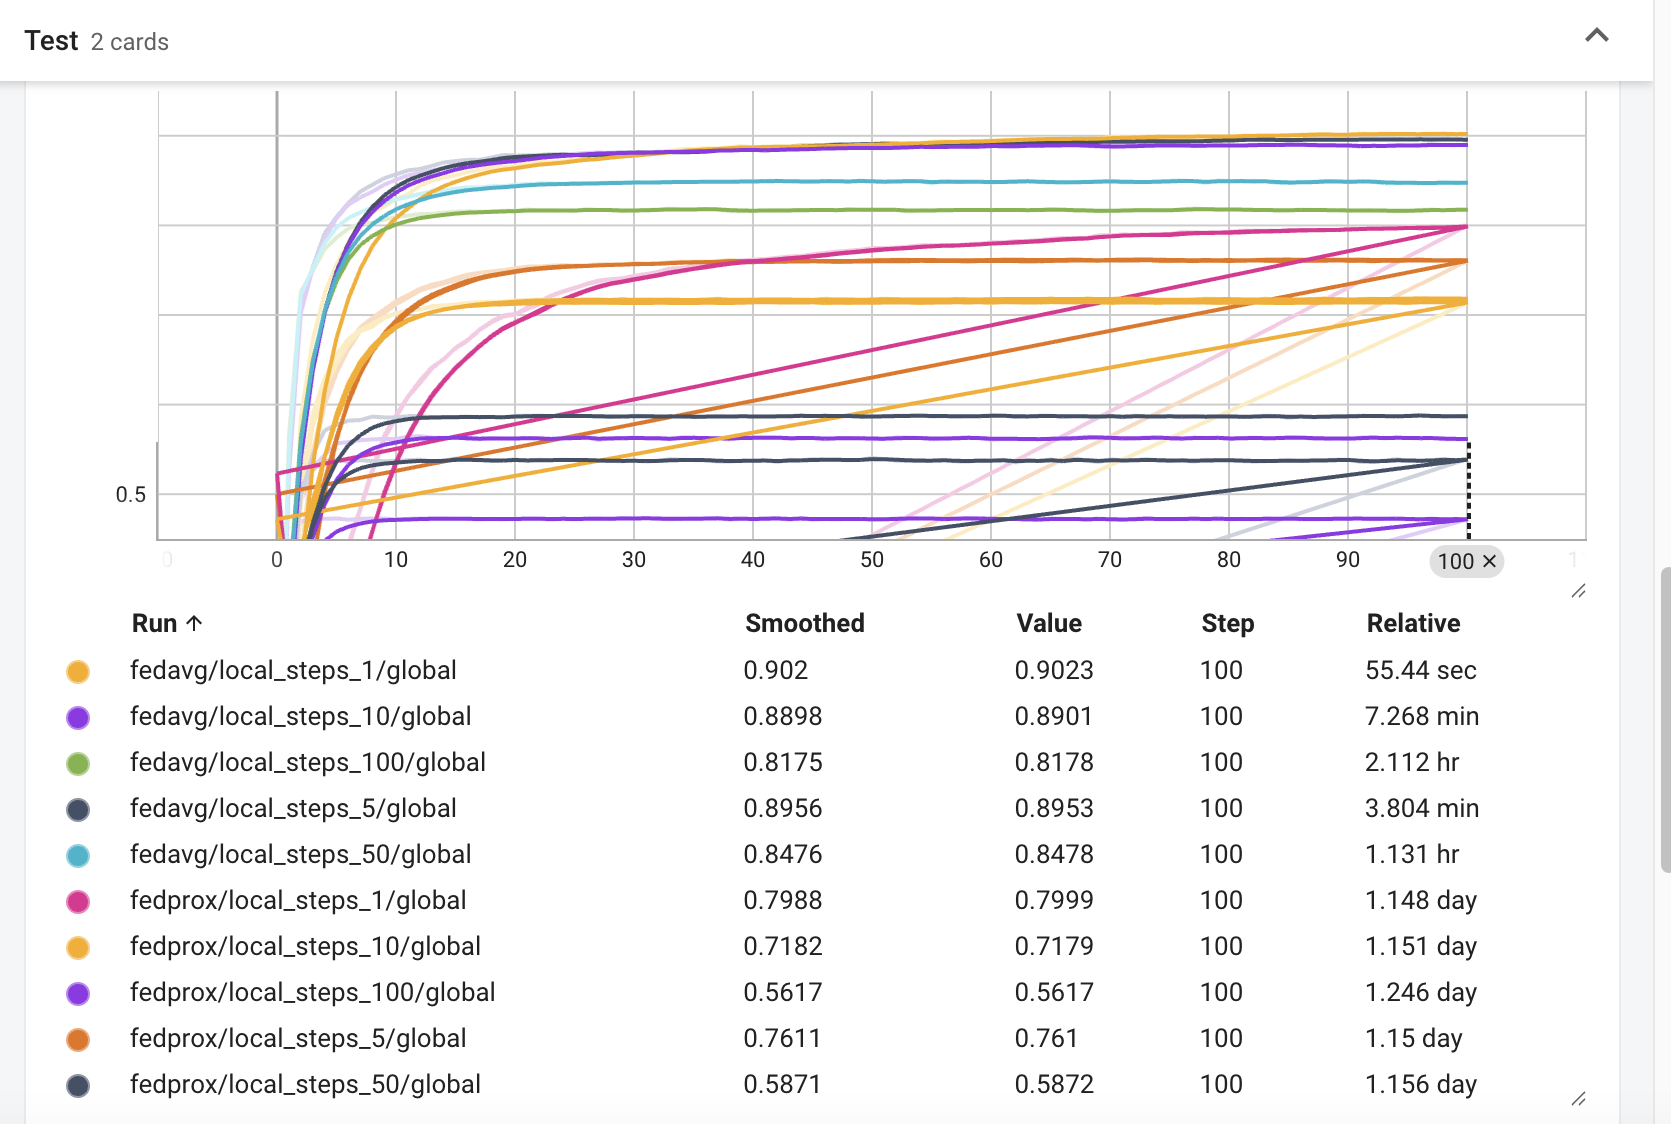 Test 2 cards
0.5
0 0 10 20 30 40 50 60 70 80 90 100 ✕ 1
Run ↑ Smoothed Value Step Relative
fedavg/local_steps_1/global 0.902 0.9023 100 55.44 sec
fedavg/local_steps_10/global 0.8898 0.8901 100 7.268 min
fedavg/local_steps_100/global 0.8175 0.8178 100 2.112 hr
fedavg/local_steps_5/global 0.8956 0.8953 100 3.804 min
fedavg/local_steps_50/global 0.8476 0.8478 100 1.131 hr
fedprox/local_steps_1/global 0.7988 0.7999 100 1.148 day
fedprox/local_steps_10/global 0.7182 0.7179 100 1.151 day
fedprox/local_steps_100/global 0.5617 0.5617 100 1.246 day
fedprox/local_steps_5/global 0.7611 0.761 100 1.15 day
fedprox/local_steps_50/global 0.5871 0.5872 100 1.156 day